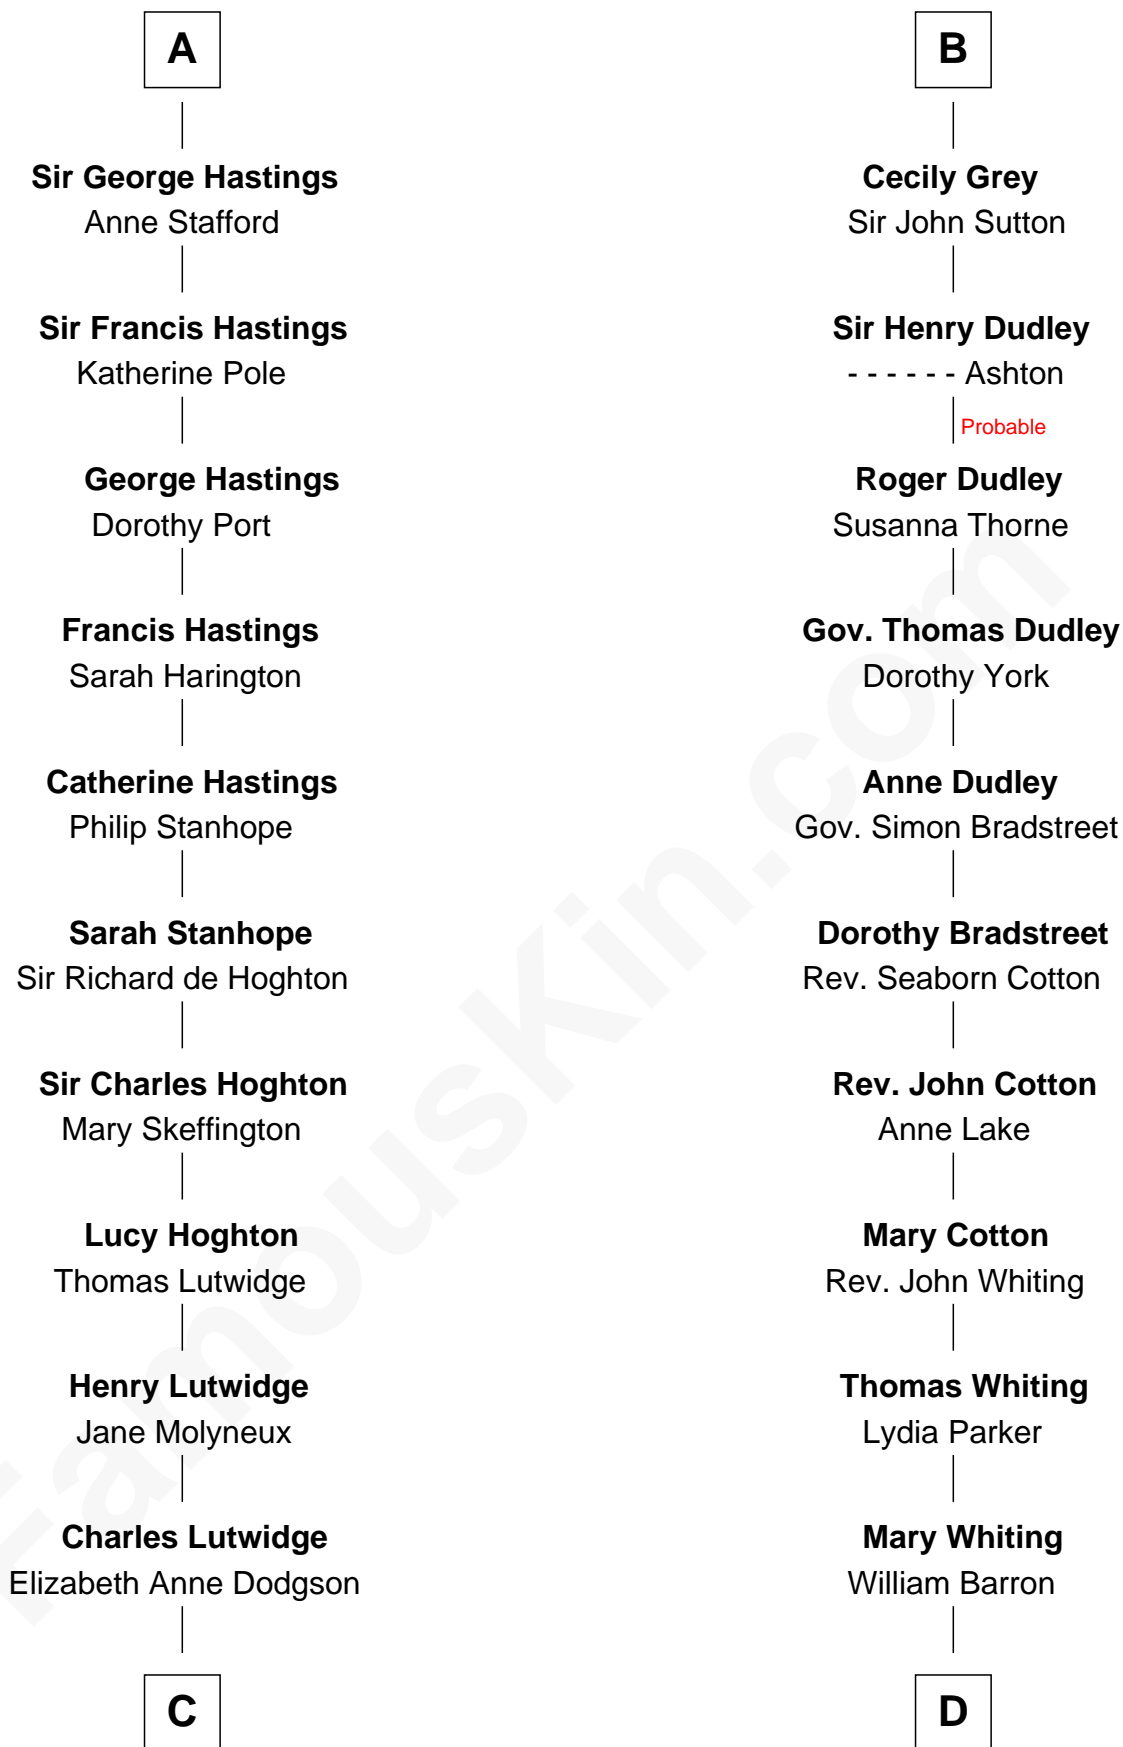 A
Sir George Hastings
Anne Stafford
Sir Francis Hastings
Katherine Pole
George Hastings
Dorothy Port
Francis Hastings
Sarah Harington
Catherine Hastings
Philip Stanhope
Sarah Stanhope
Sir Richard de Hoghton
Sir Charles Hoghton
Mary Skeffington
Lucy Hoghton
Thomas Lutwidge
Henry Lutwidge
Jane Molyneux
Charles Lutwidge
Elizabeth Anne Dodgson
C
B
Cecily Grey
Sir John Sutton
Sir Henry Dudley
- - - - - - Ashton
Probable
Roger Dudley
Susanna Thorne
Gov. Thomas Dudley
Dorothy York
Anne Dudley
Gov. Simon Bradstreet
Dorothy Bradstreet
Rev. Seaborn Cotton
Rev. John Cotton
Anne Lake
Mary Cotton
Rev. John Whiting
Thomas Whiting
Lydia Parker
Mary Whiting
William Barron
D
FamousKin.com